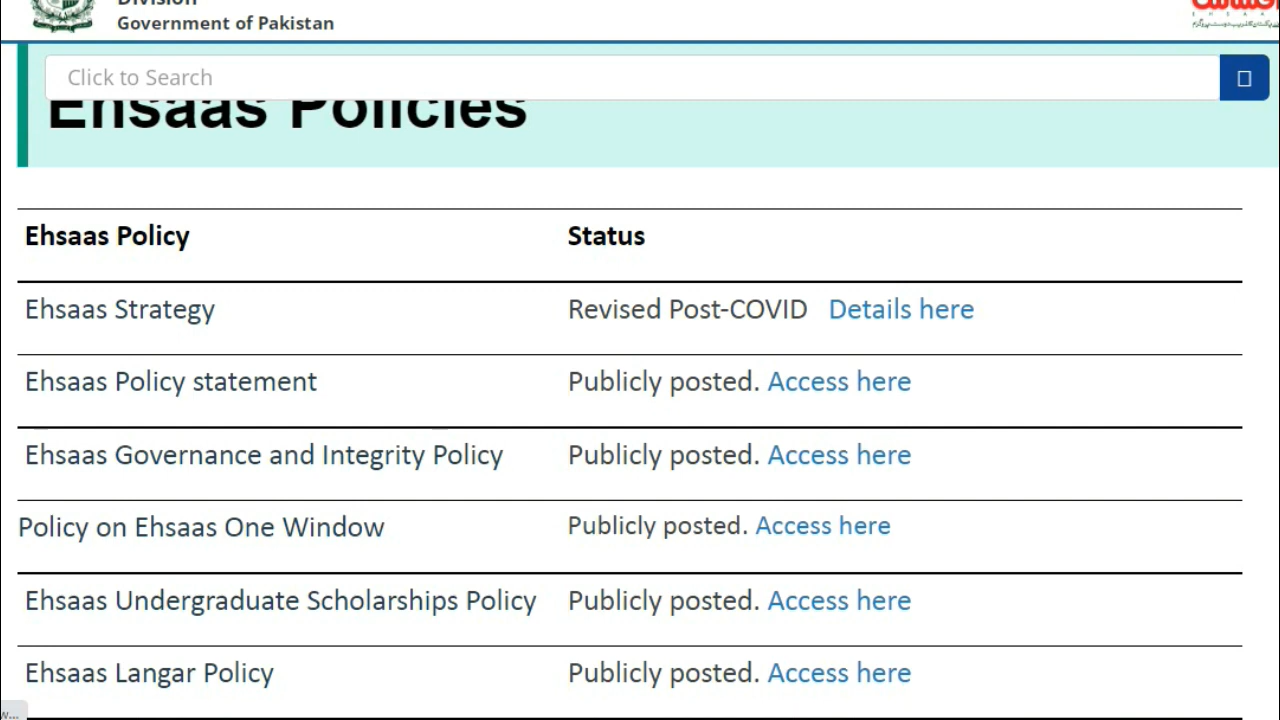 Division
Government of Pakistan
Click to Search
Ehsaas Policies
Ehsaas Policy Status
Ehsaas Strategy Revised Post-COVID Details here
Ehsaas Policy statement Publicly posted. Access here
Ehsaas Governance and Integrity Policy Publicly posted. Access here
Policy on Ehsaas One Window Publicly posted. Access here
Ehsaas Undergraduate Scholarships Policy Publicly posted. Access here
Ehsaas Langar Policy Publicly posted. Access here